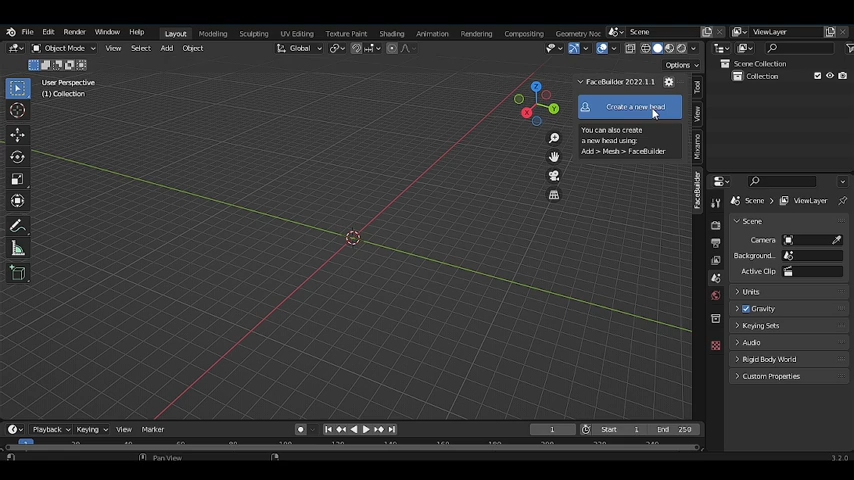 File Edit Render Window Help Layout Modeling Sculpting UV Editing Texture Paint Shading Animation Rendering Compositing Geometry Noc Scene ViewLayer
Object Mode View Select Add Object Global
Options
User Perspective
(1) Collection
Z
Y
X
FaceBuilder 2022.1.1
Create a new head
You can also create
a new head using:
Add > Mesh > FaceBuilder
Tool
View
Mixamo
FaceBuilder
Scene Collection
Collection
Scene ViewLayer
Scene
Camera
Background...
Active Clip
Units
Gravity
Keying Sets
Audio
Rigid Body World
Custom Properties
Playback Keying View Marker 1 Start 1 End 250
Pan View 3.2.0